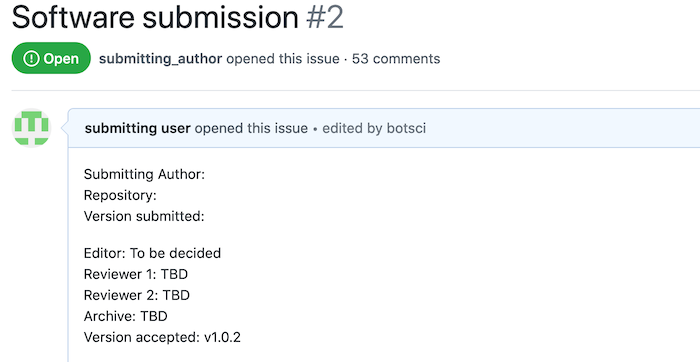 Software submission #2
Open submitting_author opened this issue · 53 comments
submitting user opened this issue • edited by botsci
Submitting Author:
Repository:
Version submitted:
Editor: To be decided
Reviewer 1: TBD
Reviewer 2: TBD
Archive: TBD
Version accepted: v1.0.2